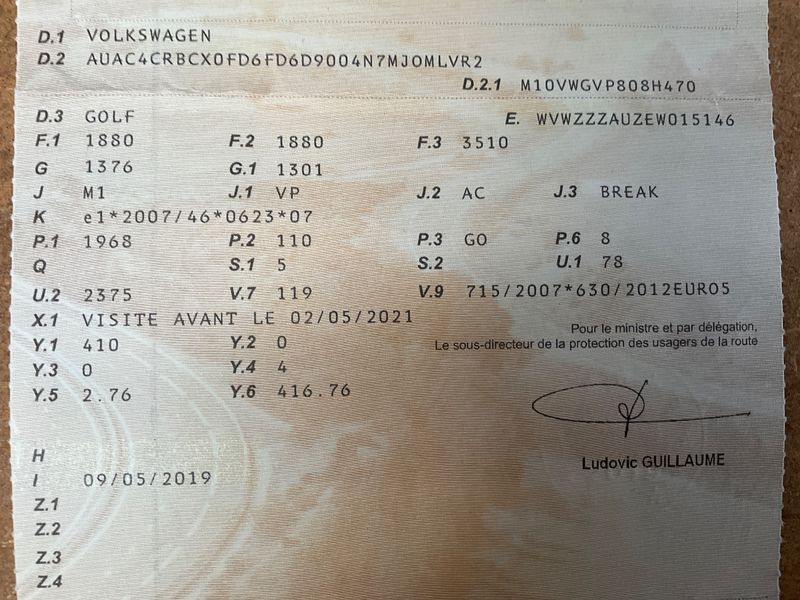 D.1 VOLKSWAGEN
D.2 AUAC4CRBCX0FD6FD6D9004N7MJOMLVR2
D.2.1 M10VWGVP808H470
D.3 GOLF
E. WVWZZZAUZEW015146
F.1 1880 F.2 1880 F.3 3510
G 1376 G.1 1301
J M1 J.1 VP J.2 AC J.3 BREAK
K e1*2007/46*0623*07
P.1 1968 P.2 110 P.3 GO P.6 8
Q S.1 5 S.2 U.1 78
U.2 2375 V.7 119 V.9 715/2007*630/2012EURO5
X.1 VISITE AVANT LE 02/05/2021
Pour le ministre et par délégation,
Le sous-directeur de la protection des usagers de la route
Y.1 410 Y.2 0
Y.3 0 Y.4 4
Y.5 2.76 Y.6 416.76
Ludovic GUILLAUME
H
I 09/05/2019
Z.1
Z.2
Z.3
Z.4